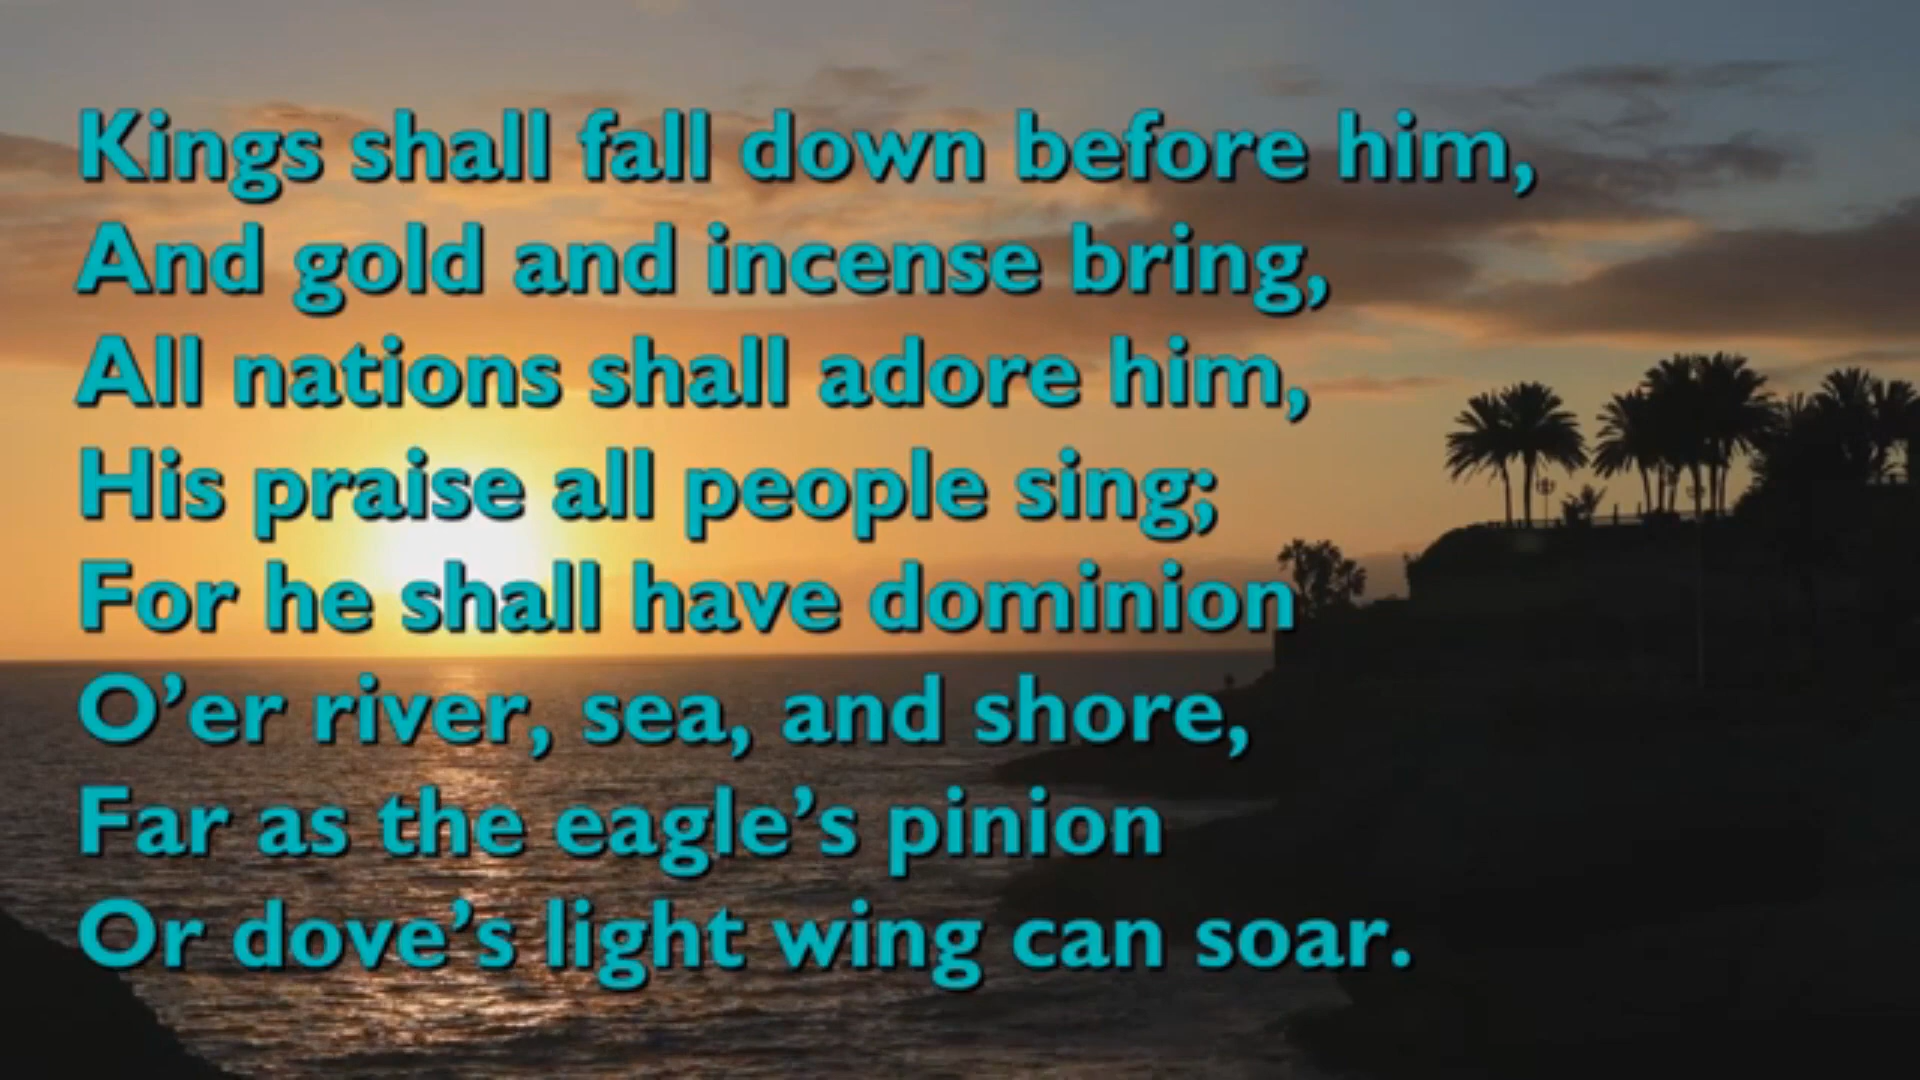 Kings shall fall down before him,
And gold and incense bring,
All nations shall adore him,
His praise all people sing;
For he shall have dominion
O’er river, sea, and shore,
Far as the eagle’s pinion
Or dove’s light wing can soar.